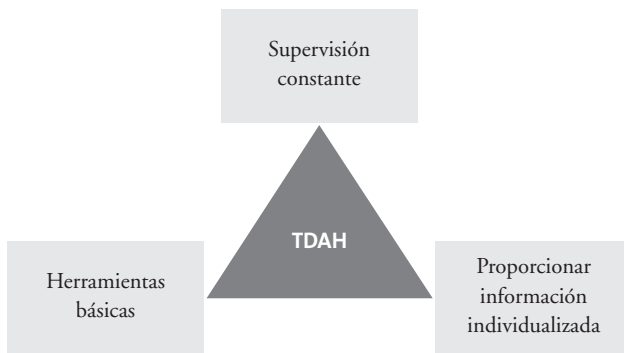 Supervisión
constante
TDAH
Herramientas
básicas
Proporcionar
información
individualizada